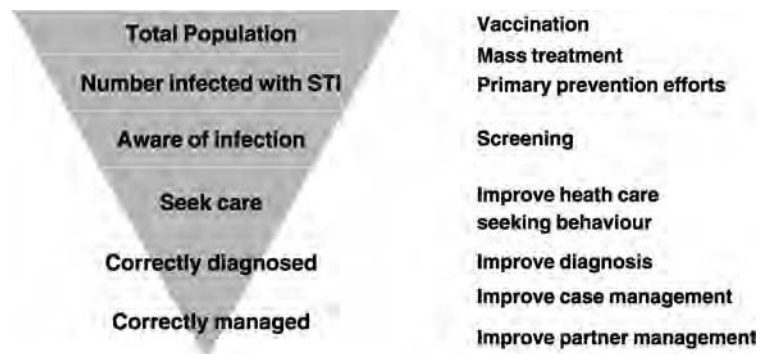 Total Population
Number infected with STI
Aware of infection
Seek care
Correctly diagnosed
Correctly managed
Vaccination
Mass treatment
Primary prevention efforts
Screening
Improve heath care
seeking behaviour
Improve diagnosis
Improve case management
Improve partner management